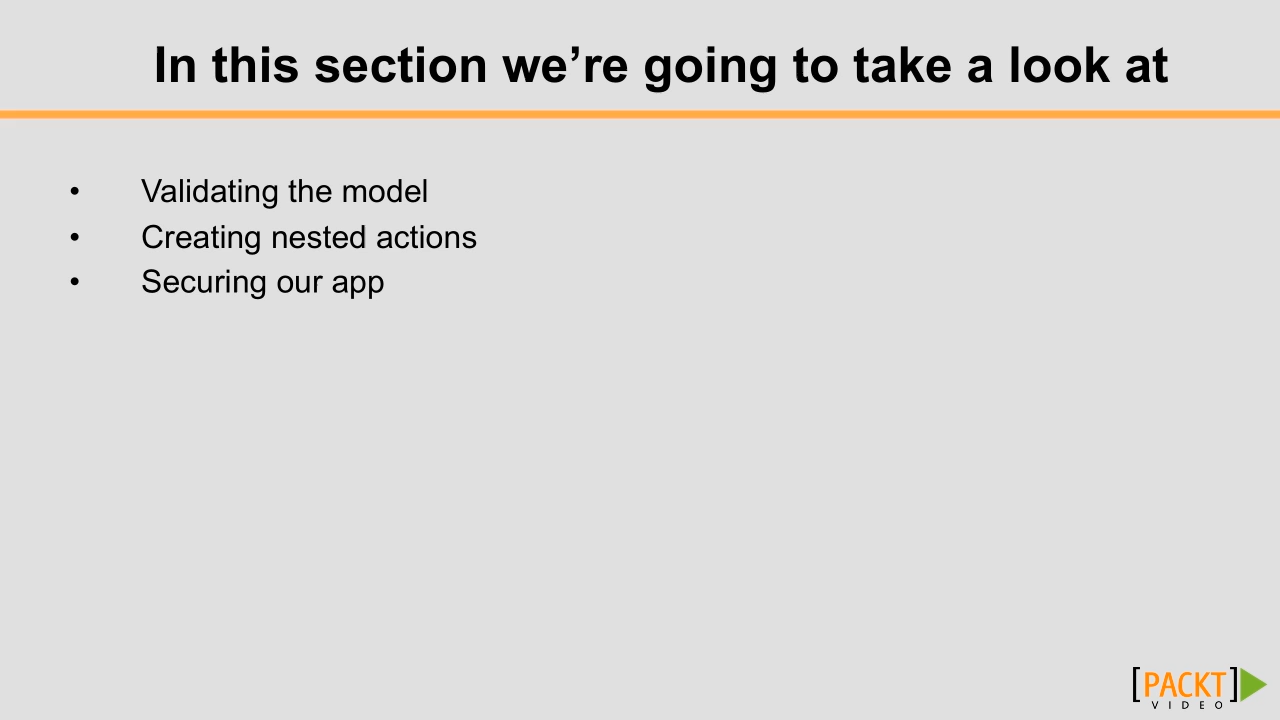 In this section we’re going to take a look at
• Validating the model
• Creating nested actions
• Securing our app
[PACKT]
VIDEO